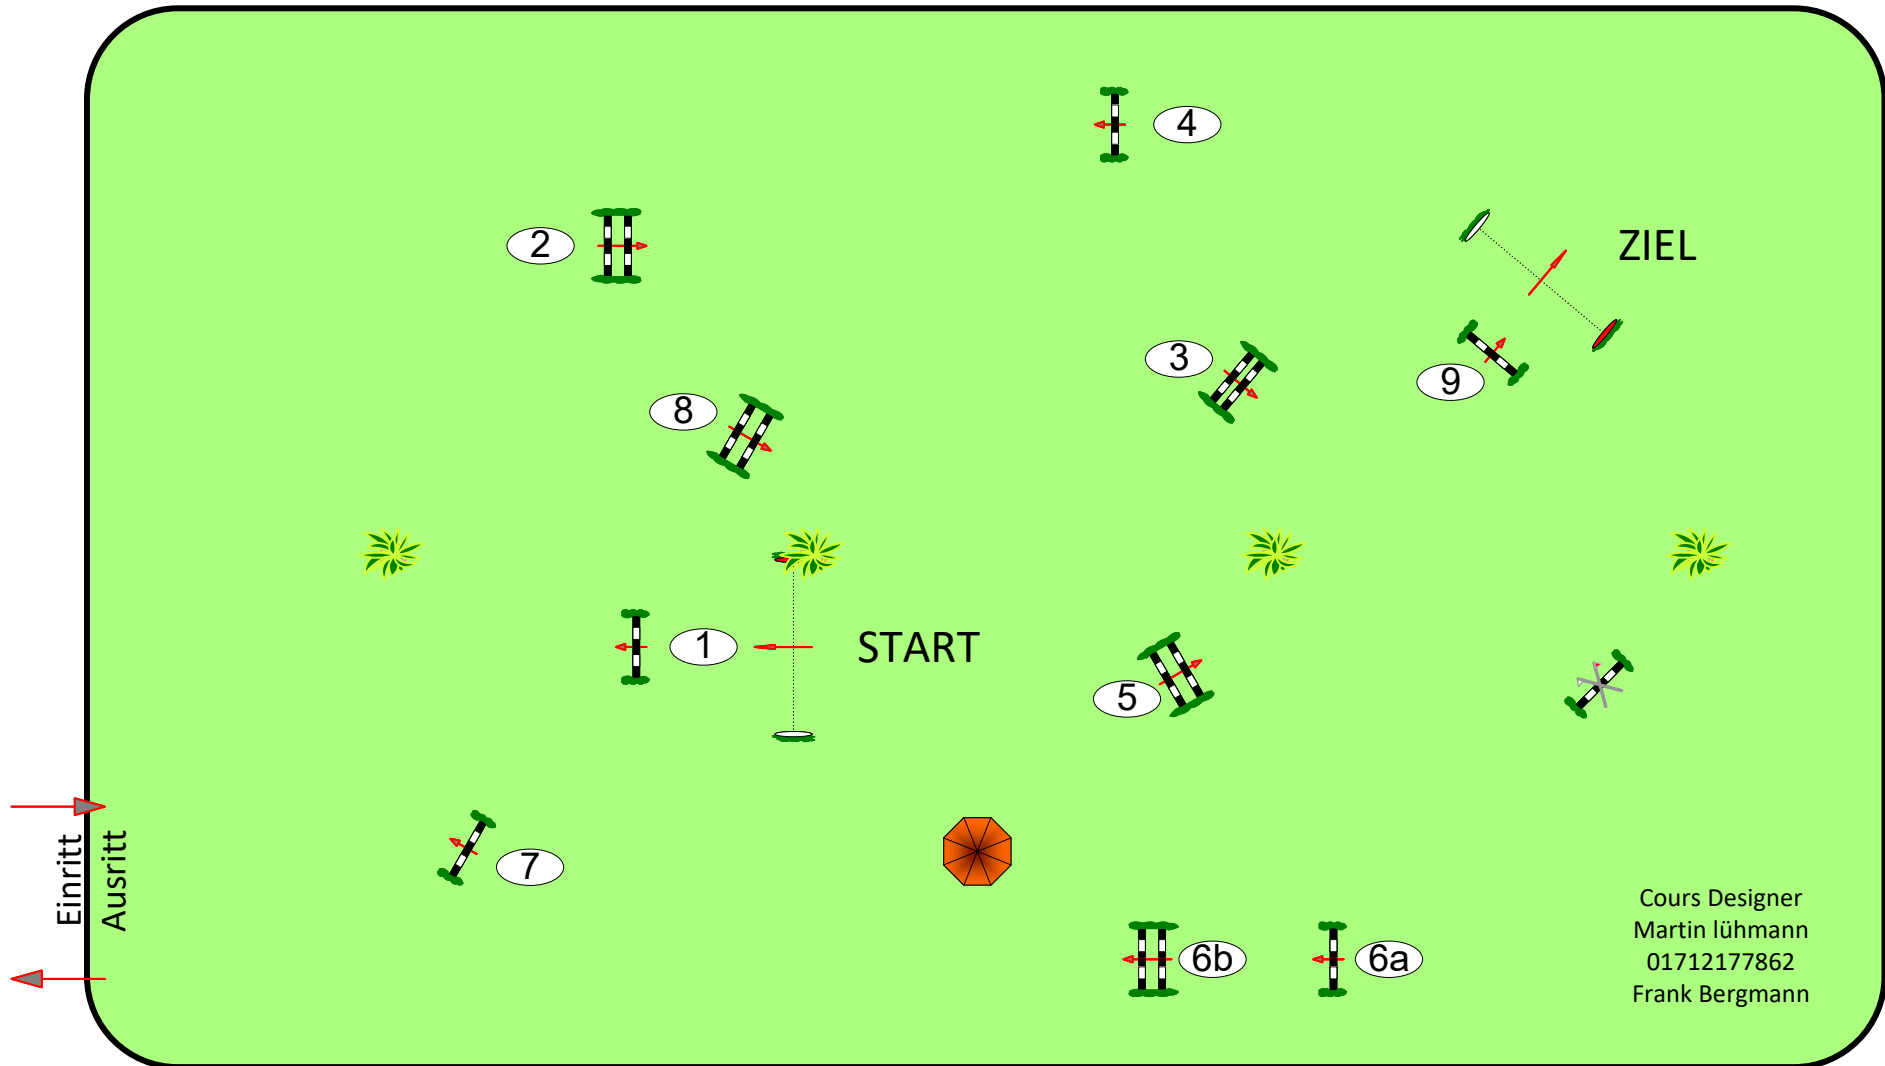 4
2
ZIEL
3
9
8
1
START
5
7
Einritt
Ausritt
6b
6a
Cours Designer
Martin lühmann
01712177862
Frank Bergmann